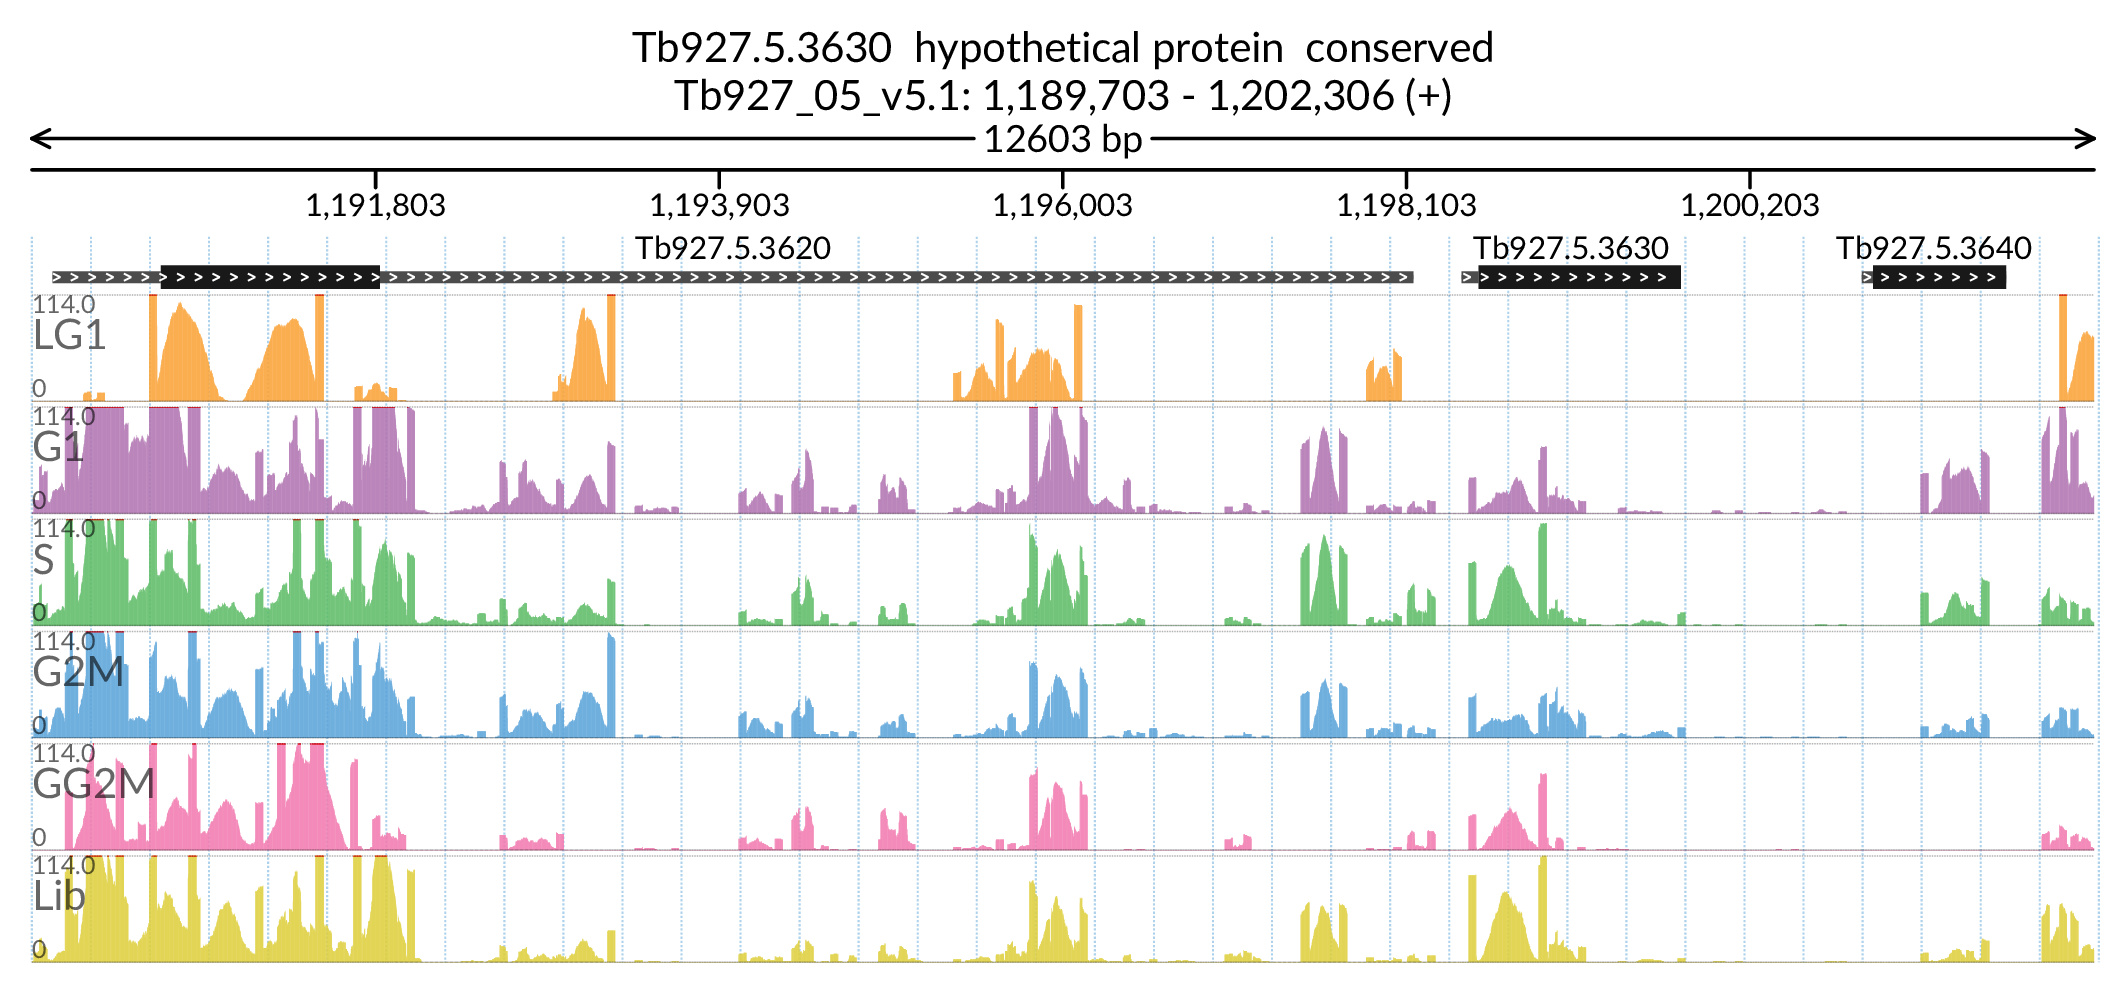 Tb927.5.3630 hypothetical protein conserved
Tb927_05_v5.1: 1,189,703 - 1,202,306 (+)
12603 bp
1,191,803 1,193,903 1,196,003 1,198,103 1,200,203
Tb927.5.3620 Tb927.5.3630 Tb927.5.3640
114.0
LG1
0
114.0
G1
0
114.0
S
0
114.0
G2M
0
114.0
GG2M
0
114.0
Lib
0